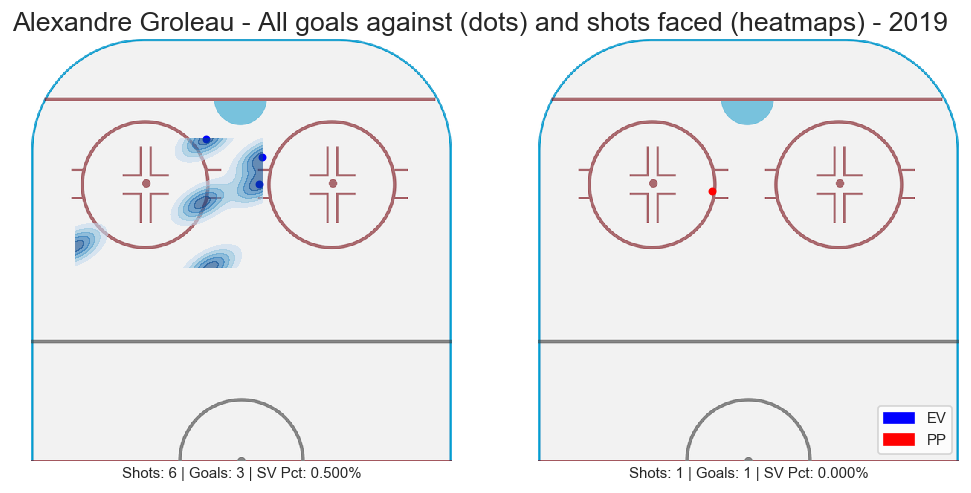 Alexandre Groleau - All goals against (dots) and shots faced (heatmaps) - 2019
EV
PP
Shots: 6 | Goals: 3 | SV Pct: 0.500%
Shots: 1 | Goals: 1 | SV Pct: 0.000%